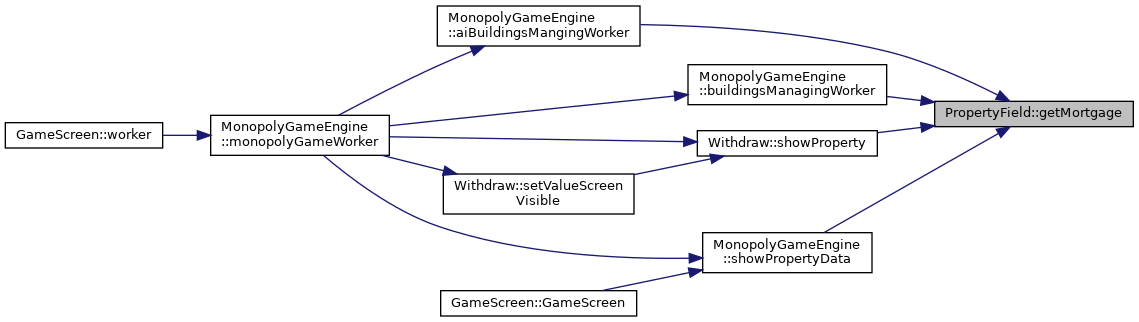 MonopolyGameEngine
::aiBuildingsMangingWorker
MonopolyGameEngine
::buildingsManagingWorker
PropertyField::getMortgage
GameScreen::worker
MonopolyGameEngine
::monopolyGameWorker
Withdraw::showProperty
Withdraw::setValueScreen
Visible
MonopolyGameEngine
::showPropertyData
GameScreen::GameScreen